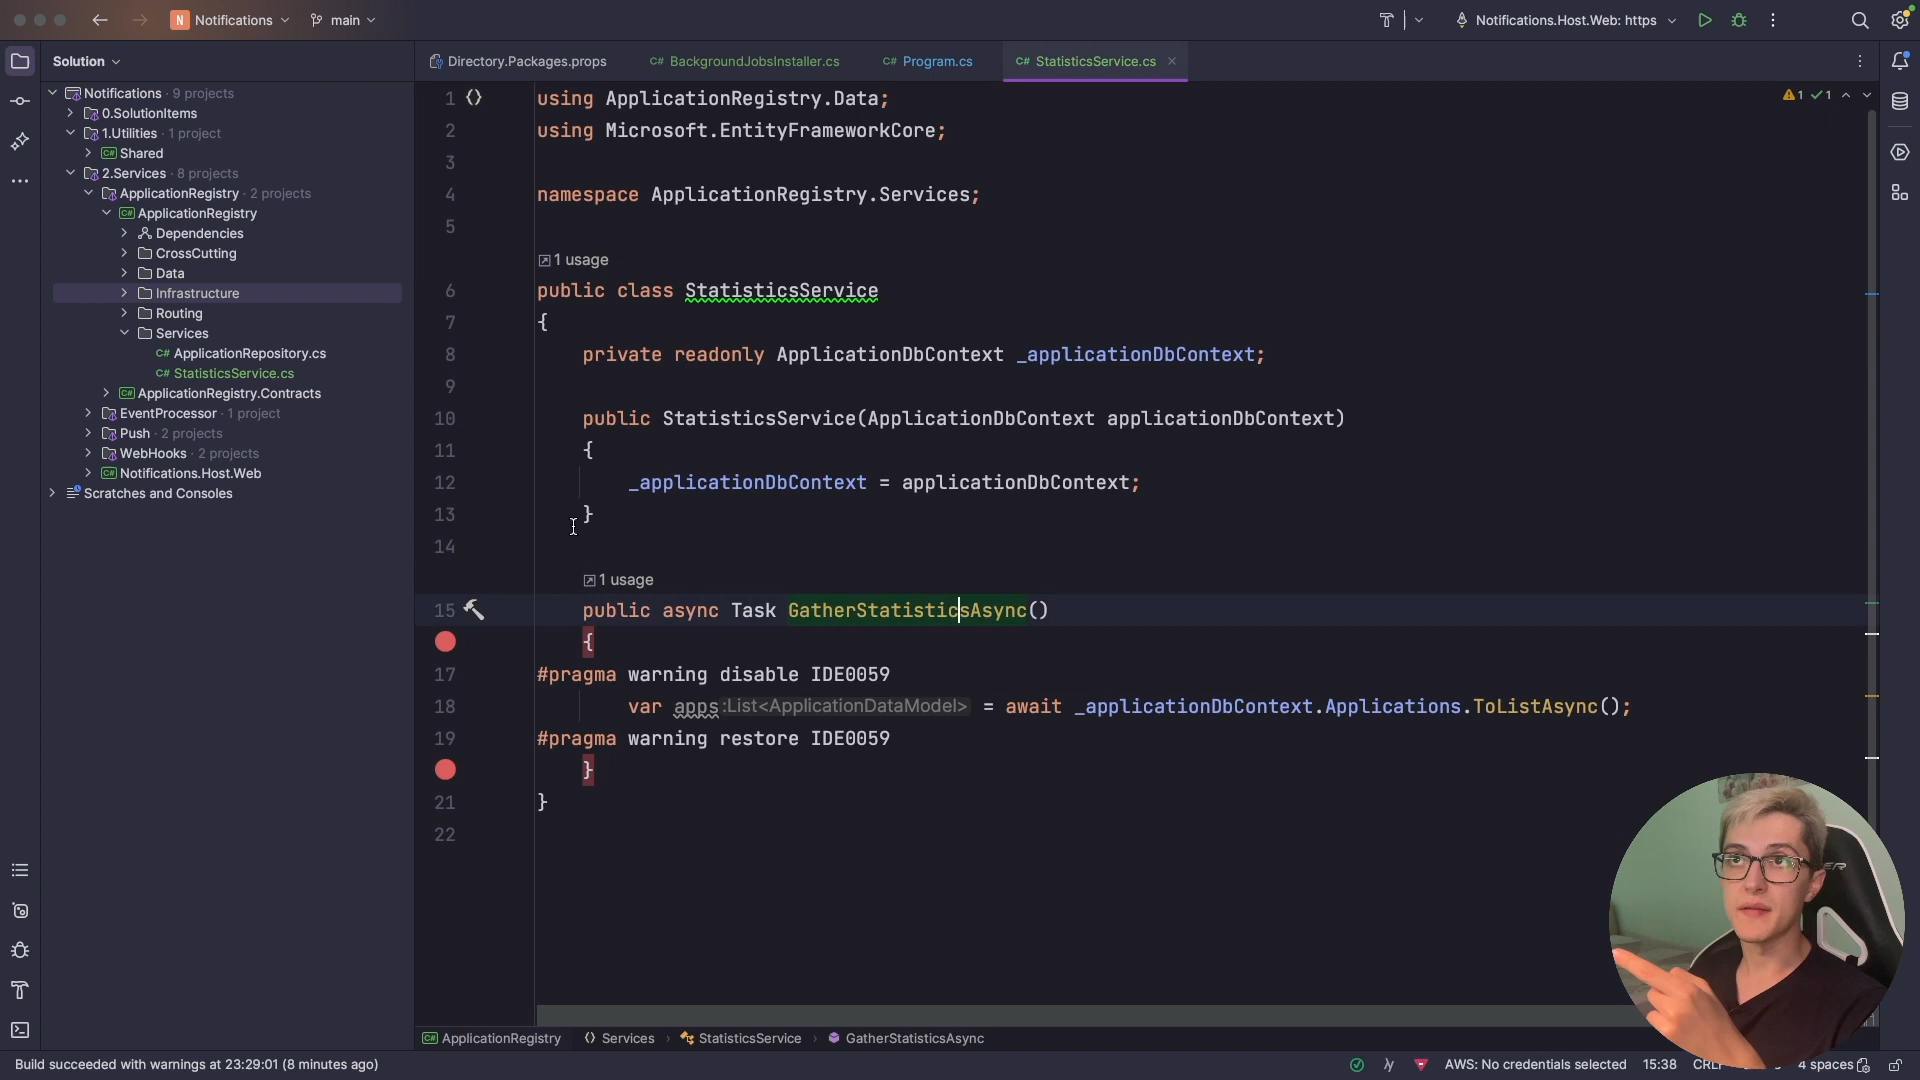 N Notifications main Notifications.Host.Web: https
Solution
Notifications · 9 projects
0.SolutionItems
1.Utilities · 1 project
C# Shared
2.Services · 8 projects
ApplicationRegistry · 2 projects
C# ApplicationRegistry
Dependencies
CrossCutting
Data
Infrastructure
Routing
Services
C# ApplicationRepository.cs
C# StatisticsService.cs
C# ApplicationRegistry.Contracts
EventProcessor · 1 project
Push · 2 projects
WebHooks · 2 projects
C# Notifications.Host.Web
Scratches and Consoles
Directory.Packages.props C# BackgroundJobsInstaller.cs C# Program.cs C# StatisticsService.cs
1 using ApplicationRegistry.Data; 1 1
2 using Microsoft.EntityFrameworkCore;
3
4 namespace ApplicationRegistry.Services;
5
1 usage
6 public class StatisticsService
7 {
8 private readonly ApplicationDbContext _applicationDbContext;
9
10 public StatisticsService(ApplicationDbContext applicationDbContext)
11 {
12 _applicationDbContext = applicationDbContext;
13 }
14
1 usage
15 public async Task GatherStatisticsAsync()
{
17 #pragma warning disable IDE0059
18 var apps :List<ApplicationDataModel> = await _applicationDbContext.Applications.ToListAsync();
19 #pragma warning restore IDE0059
}
21 }
22
C# ApplicationRegistry Services StatisticsService GatherStatisticsAsync
Build succeeded with warnings at 23:29:01 (8 minutes ago) AWS: No credentials selected 15:38 CRLF 4 spaces